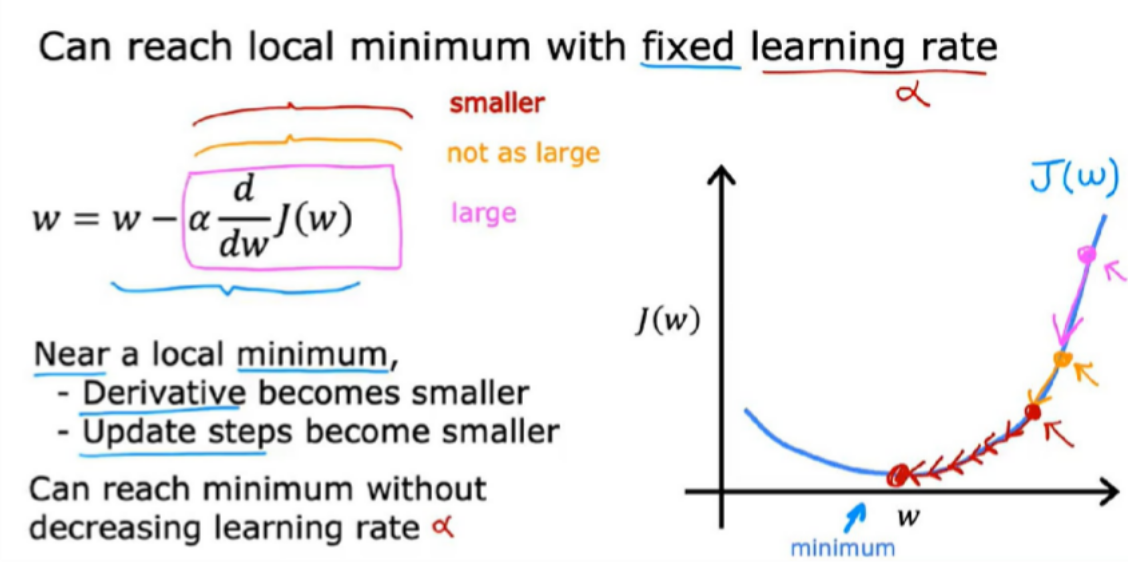 Can reach local minimum with fixed learning rate
α
smaller
not as large
large
w = w − α d/dw J(w)
Near a local minimum,
- Derivative becomes smaller
- Update steps become smaller
Can reach minimum without
decreasing learning rate α
J(w)
J(w)
w
minimum